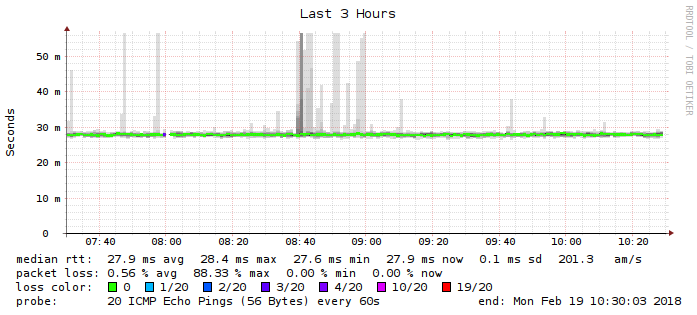 Last 3 Hours
RRDTOOL / TOBI OETIKER
Seconds
50 m
40 m
30 m
20 m
10 m
0
07:40 08:00 08:20 08:40 09:00 09:20 09:40 10:00 10:20
median rtt: 27.9 ms avg 28.4 ms max 27.6 ms min 27.9 ms now 0.1 ms sd 201.3 am/s
packet loss: 0.56 % avg 88.33 % max 0.00 % min 0.00 % now
loss color: 0 1/20 2/20 3/20 4/20 10/20 19/20
probe: 20 ICMP Echo Pings (56 Bytes) every 60s end: Mon Feb 19 10:30:03 2018